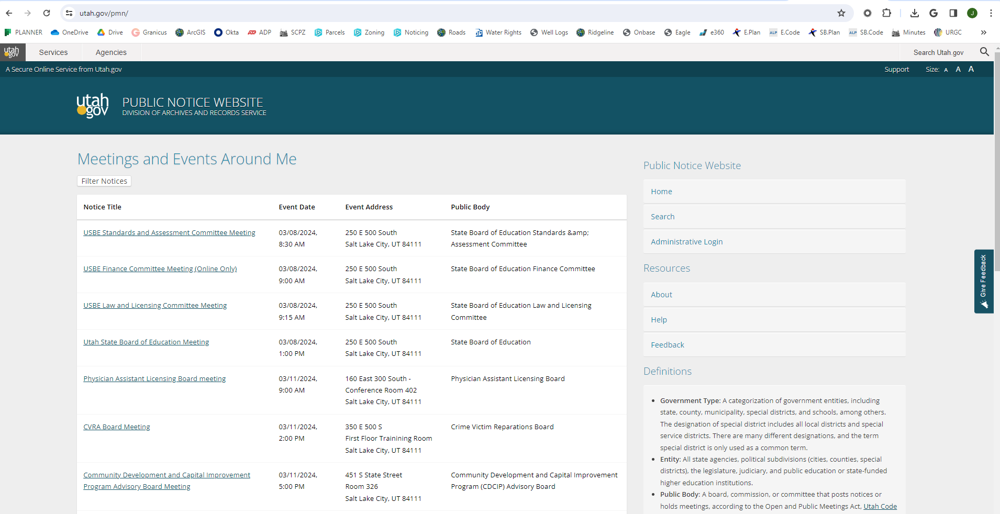 utah.gov/pmn/
J
PLANNER OneDrive Drive Granicus ArcGIS Okta ADP SCPZ Parcels Zoning Noticing Roads Water Rights Well Logs Ridgeline Onbase Eagle e360 E.Plan ALP E.Code SB.Plan ALP SB.Code Minutes URGC »
utah gov Services Agencies Search Utah.gov
A Secure Online Service from Utah.gov Support Size: A A A
utah gov
PUBLIC NOTICE WEBSITE
DIVISION OF ARCHIVES AND RECORDS SERVICE
Meetings and Events Around Me
Filter Notices
Notice Title Event Date Event Address Public Body
USBE Standards and Assessment Committee Meeting 03/08/2024, 250 E 500 South State Board of Education Standards &amp;
8:30 AM Salt Lake City, UT 84111 Assessment Committee
USBE Finance Committee Meeting (Online Only) 03/08/2024, 250 E 500 South State Board of Education Finance Committee
9:00 AM Salt Lake City, UT 84111
USBE Law and Licensing Committee Meeting 03/08/2024, 250 E 500 South State Board of Education Law and Licensing
9:15 AM Salt Lake City, UT 84111 Committee
Utah State Board of Education Meeting 03/08/2024, 250 E 500 South State Board of Education
1:00 PM Salt Lake City, UT 84111
Physician Assistant Licensing Board meeting 03/11/2024, 160 East 300 South - Physician Assistant Licensing Board
9:00 AM Conference Room 402
Salt Lake City, UT 84111
CVRA Board Meeting 03/11/2024, 350 E 500 S Crime Victim Reparations Board
2:00 PM First Floor Trainining Room
Salt Lake City, UT 84111
Community Development and Capital Improvement 03/11/2024, 451 S State Street Community Development and Capital Improvement
Program Advisory Board Meeting 5:00 PM Room 326 Program (CDCIP) Advisory Board
Salt Lake City, UT 84111
Public Notice Website
Home
Search
Administrative Login
Resources
About
Help
Feedback
Definitions
• Government Type: A categorization of government entities, including
state, county, municipality, special districts, and schools, among others.
The designation of special district includes all local districts and special
service districts. There are many different designations, and the term
special district is only used as a common term.
• Entity: All state agencies, political subdivisions (cities, counties, special
districts), the legislature, judiciary, and public education or state-funded
higher education institutions.
• Public Body: A board, commission, or committee that posts notices or
holds meetings, according to the Open and Public Meetings Act, Utah Code
Give Feedback